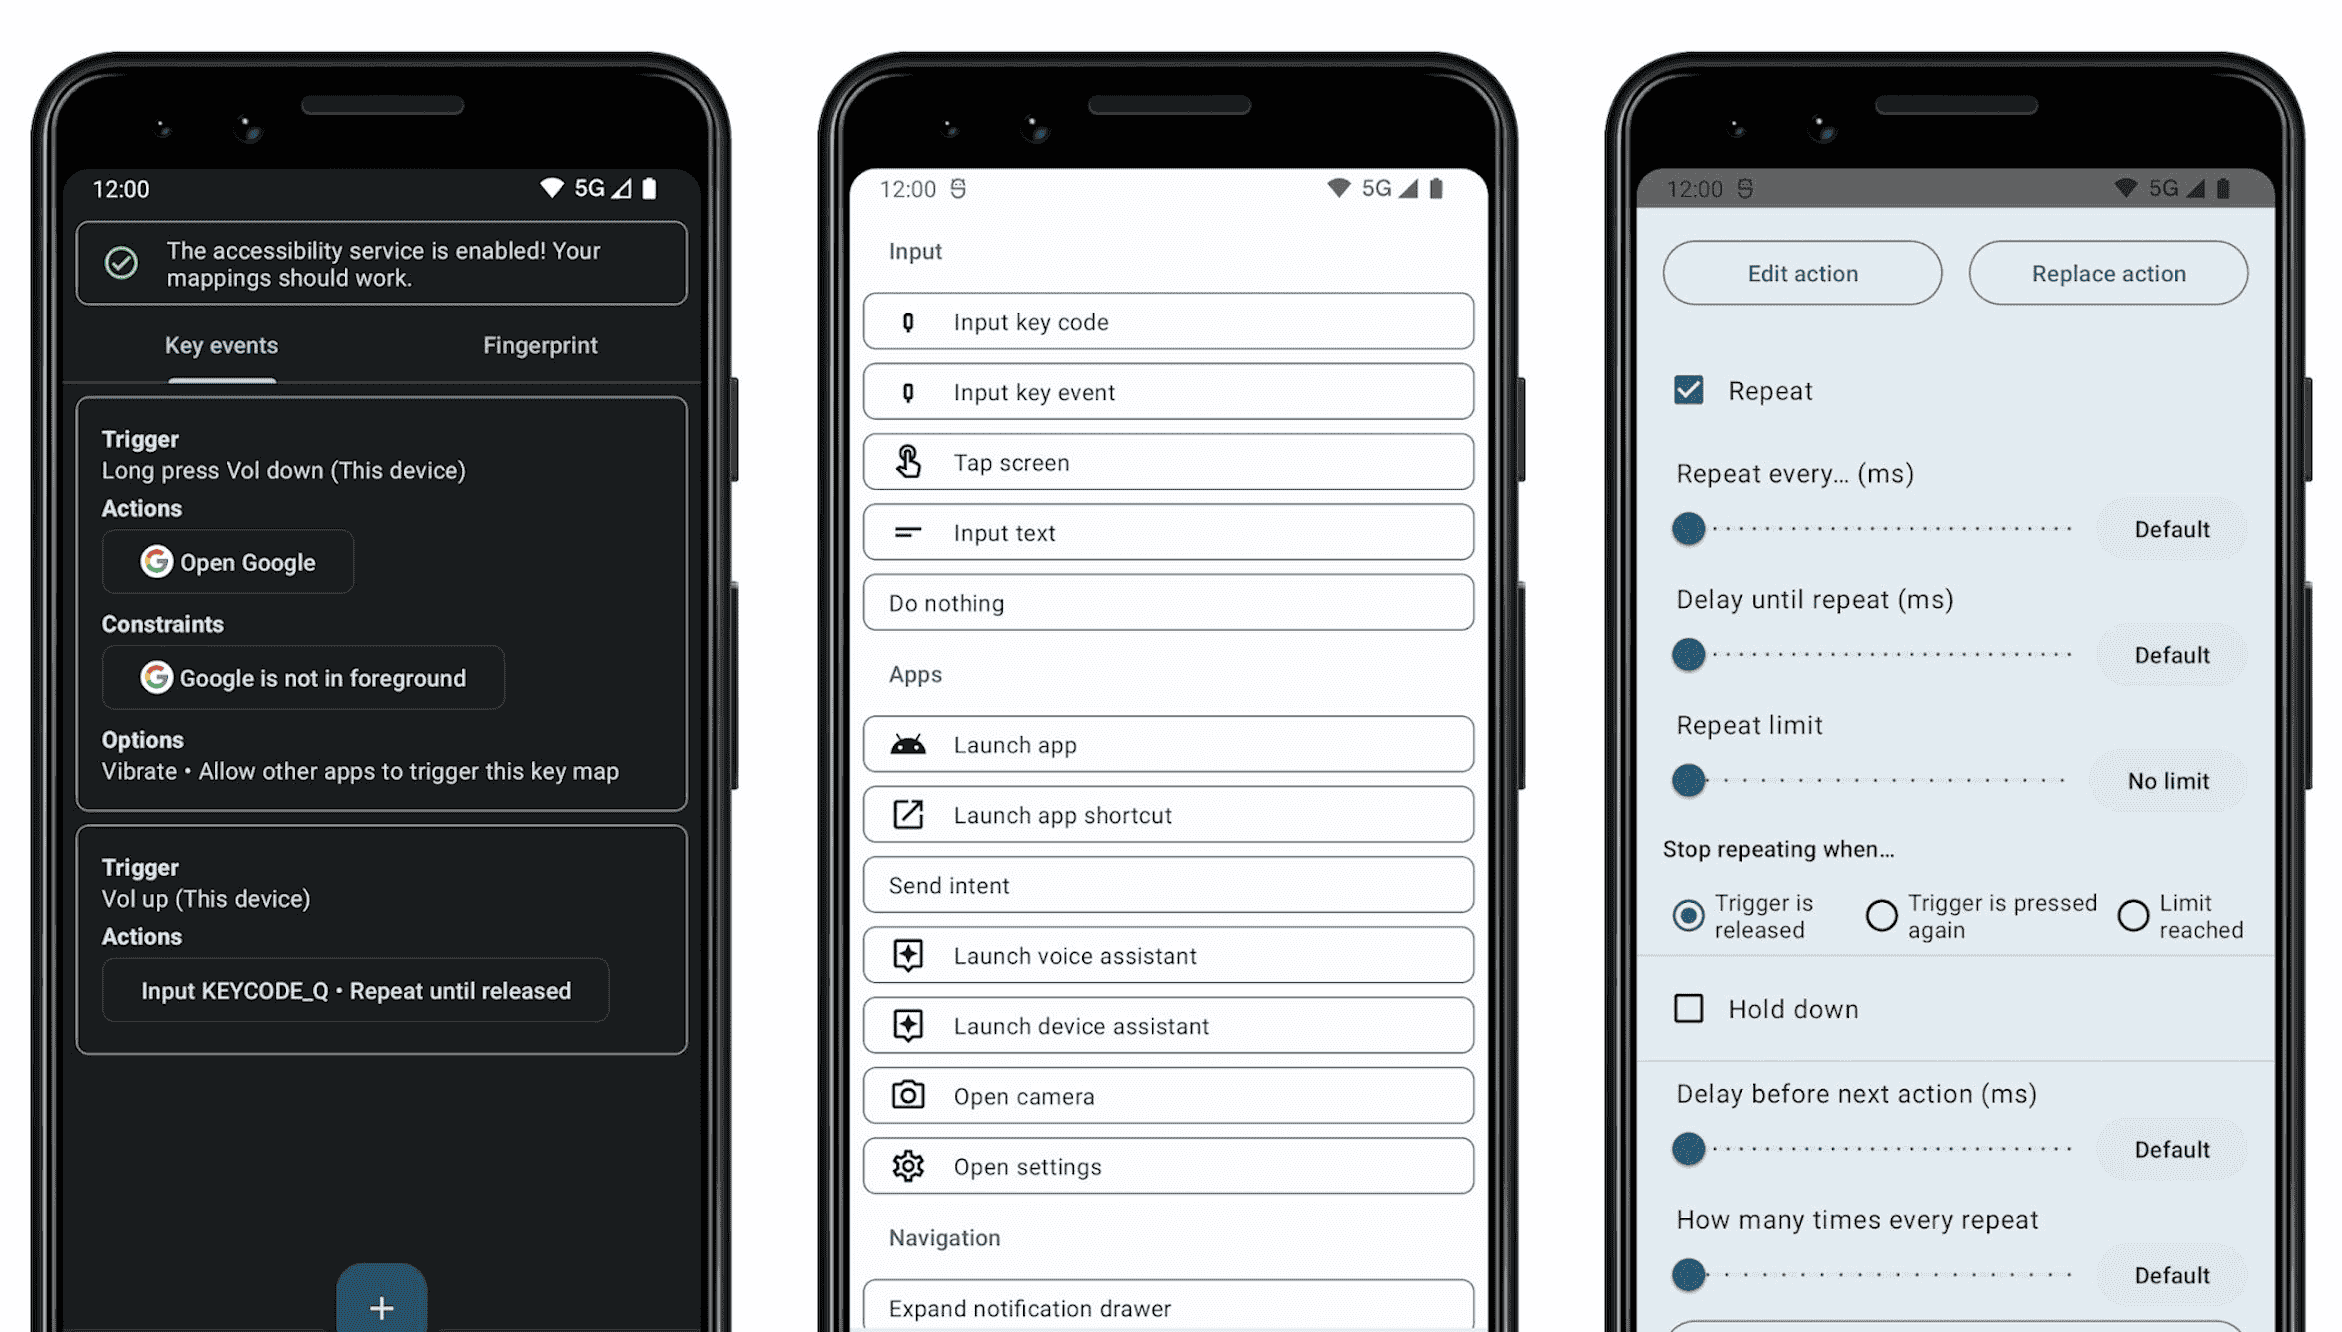 12:00 5G
The accessibility service is enabled! Your
mappings should work.
Key events Fingerprint
Trigger
Long press Vol down (This device)
Actions
Open Google
Constraints
Google is not in foreground
Options
Vibrate • Allow other apps to trigger this key map
Trigger
Vol up (This device)
Actions
Input KEYCODE_Q • Repeat until released
+
12:00 5G
Input
Input key code
Input key event
Tap screen
Input text
Do nothing
Apps
Launch app
Launch app shortcut
Send intent
Launch voice assistant
Launch device assistant
Open camera
Open settings
Navigation
Expand notification drawer
12:00 5G
Edit action Replace action
Repeat
Repeat every... (ms)
Default
Delay until repeat (ms)
Default
Repeat limit
No limit
Stop repeating when...
Trigger is released
Trigger is pressed again
Limit reached
Hold down
Delay before next action (ms)
Default
How many times every repeat
Default